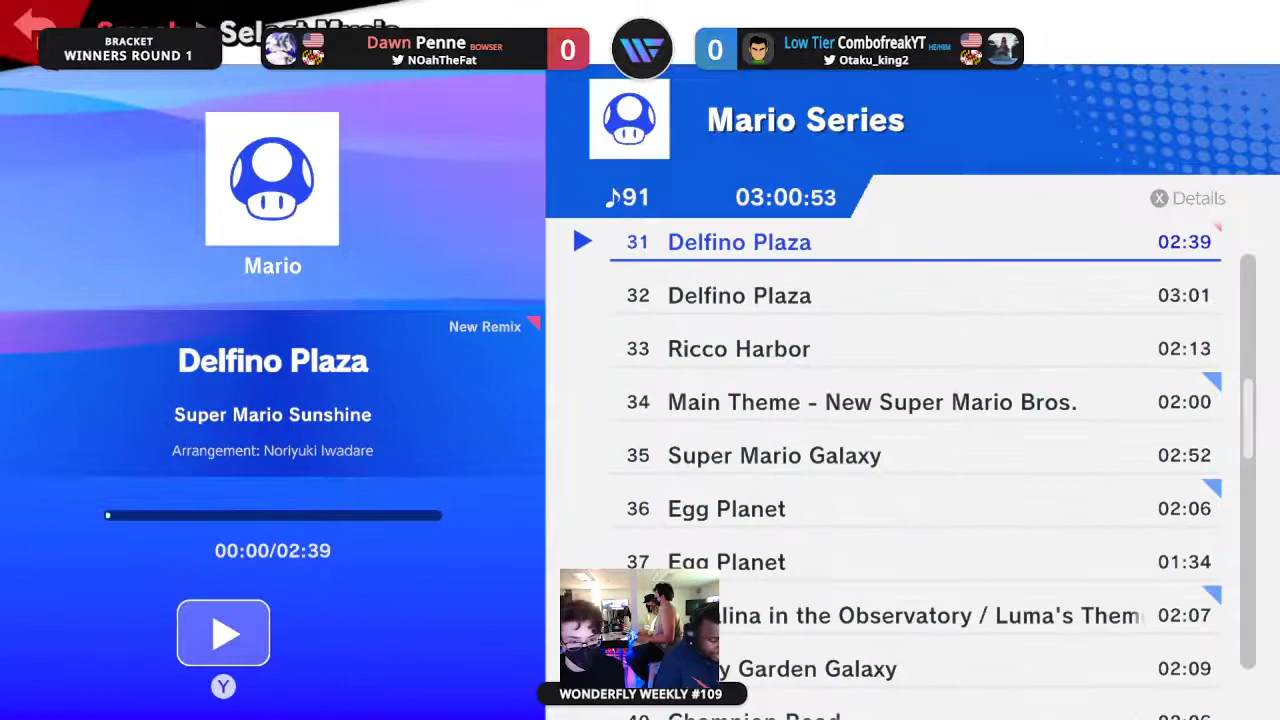 Select Music
BRACKET
WINNERS ROUND 1
Dawn Penne BOWSER
NOahTheFat
0
0
Low Tier CombofreakYT HE/HIM
Otaku_king2
Mario
New Remix
Delfino Plaza
Super Mario Sunshine
Arrangement: Noriyuki Iwadare
00:00/02:39
Y
Mario Series
♪91 03:00:53
X Details
31 Delfino Plaza 02:39
32 Delfino Plaza 03:01
33 Ricco Harbor 02:13
34 Main Theme - New Super Mario Bros. 02:00
35 Super Mario Galaxy 02:52
36 Egg Planet 02:06
37 Egg Planet 01:34
in the Observatory / Luma's Them 02:07
Garden Galaxy 02:09
WONDERFLY WEEKLY #109